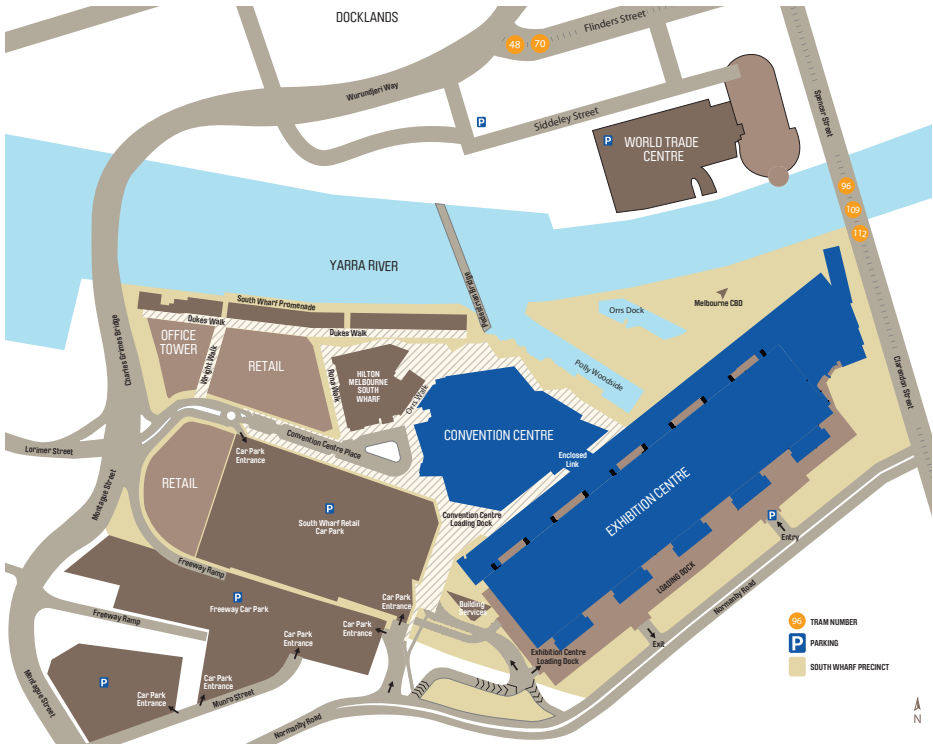 DOCKLANDS
Flinders Street
48
70
Wurundjeri Way
Spencer Street
Siddeley Street
P
P
WORLD TRADE
CENTRE
96
109
112
YARRA RIVER
Pedestrian Bridge
Melbourne CBD
South Wharf Promenade
Orrs Dock
Dukes Walk
Dukes Walk
Charles Grimes Bridge
OFFICE
TOWER
Wright Walk
RETAIL
Rona Walk
HILTON
MELBOURNE
SOUTH
WHARF
Orrs Walk
Polly Woodside
Clarendon Street
CONVENTION CENTRE
Convention Centre Place
Lorimer Street
Car Park
Entrance
Enclosed
Link
Montague Street
RETAIL
EXHIBITION CENTRE
P
South Wharf Retail
Car Park
Convention Centre
Loading Dock
P
Entry
Freeway Ramp
LOADING DOCK
Normanby Road
P
Freeway Car Park
Freeway Ramp
Car Park
Entrance
Building
Services
Car Park
Entrance
Car Park
Entrance
Exit
Exhibition Centre
Loading Dock
96 TRAM NUMBER
P PARKING
SOUTH WHARF PRECINCT
Montague Street
P
Car Park
Entrance
Car Park
Entrance
Munro Street
Normanby Road
N